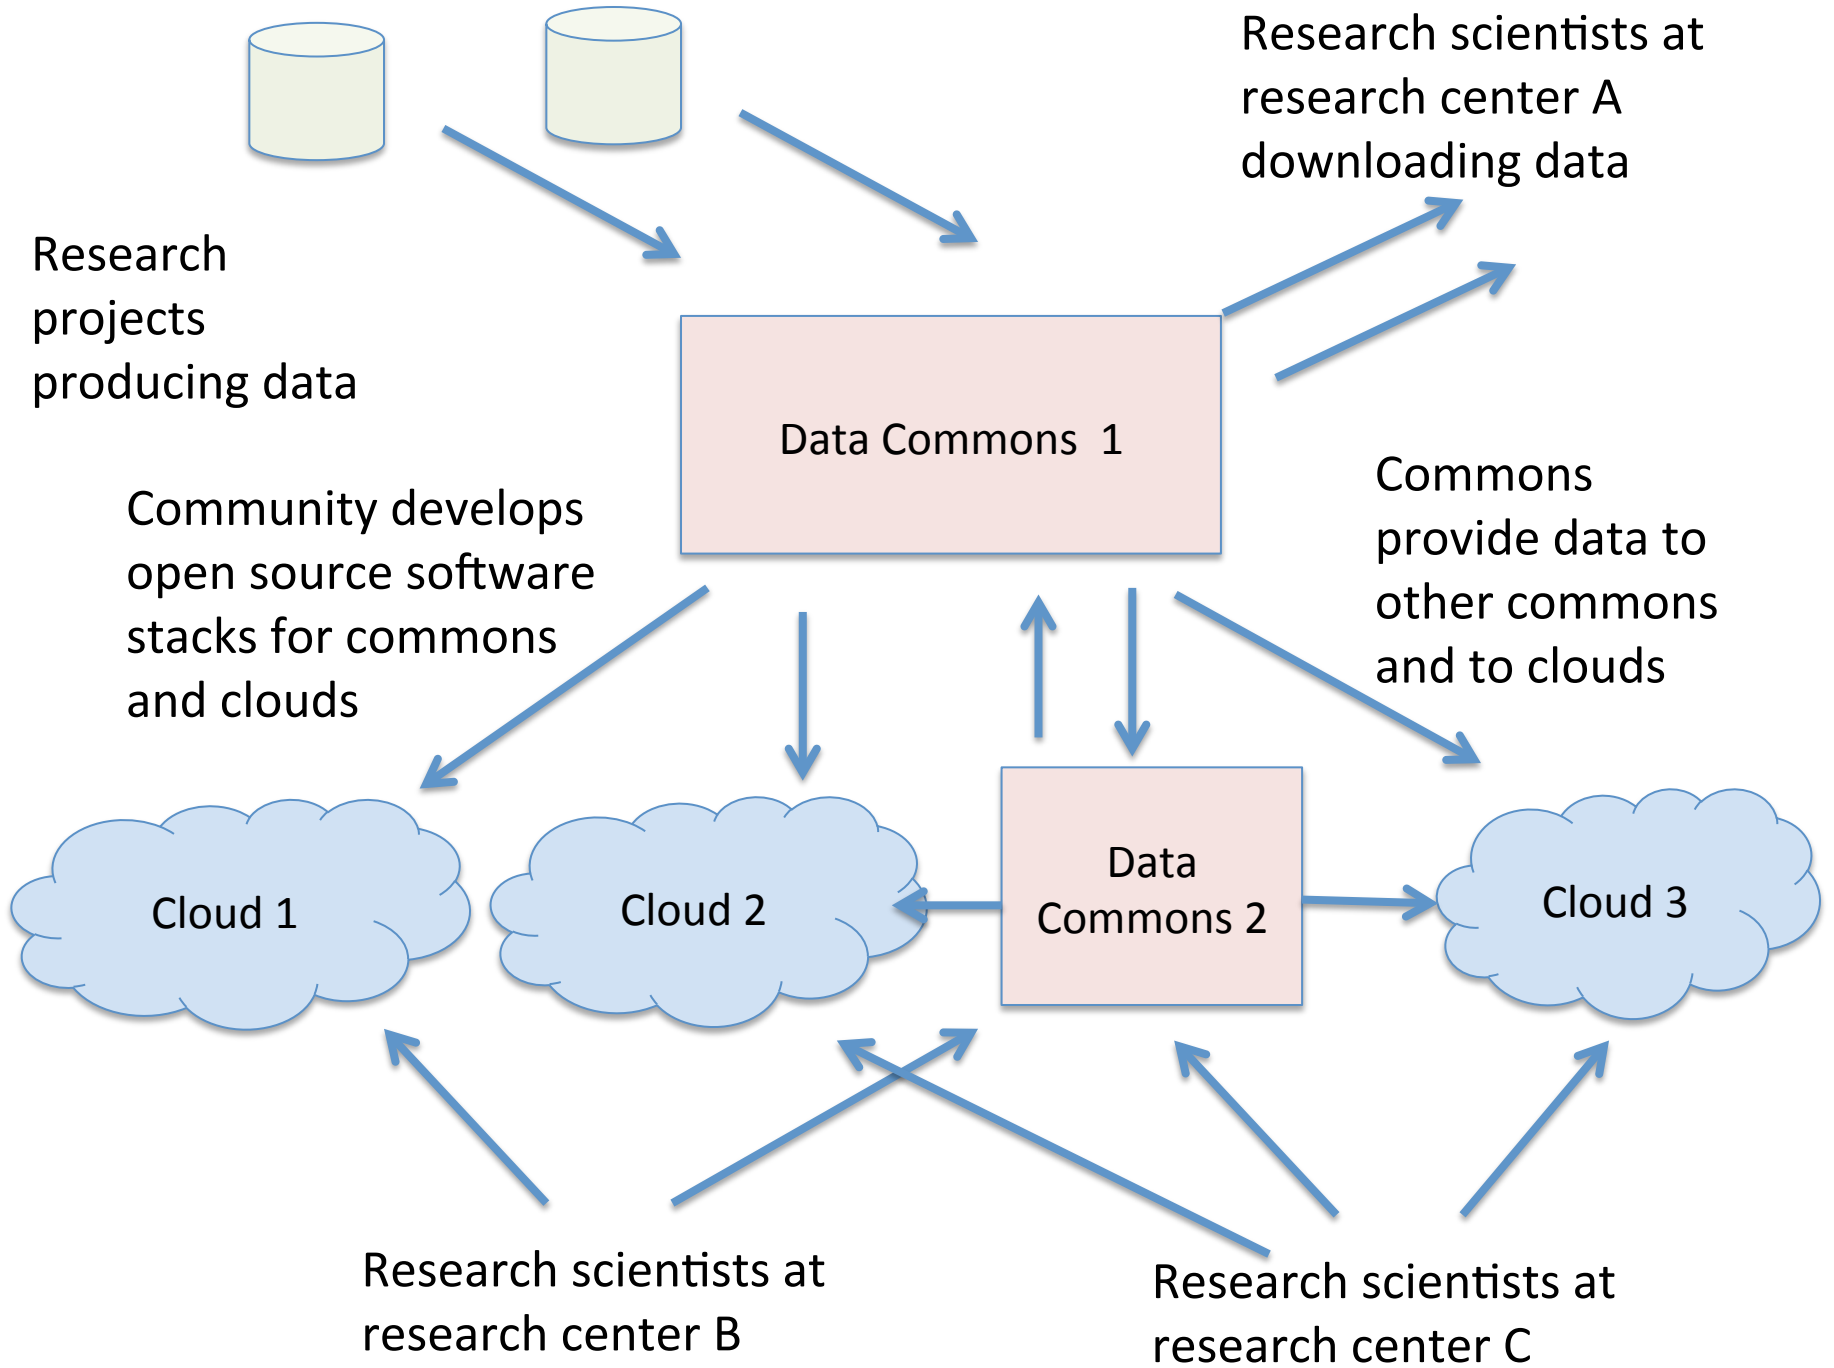 Research scientists at
research center A
downloading data
Research
projects
producing data
Data Commons 1
Community develops
open source software
stacks for commons
and clouds
Commons
provide data to
other commons
and to clouds
Cloud 1
Cloud 2
Data
Commons 2
Cloud 3
Research scientists at
research center B
Research scientists at
research center C